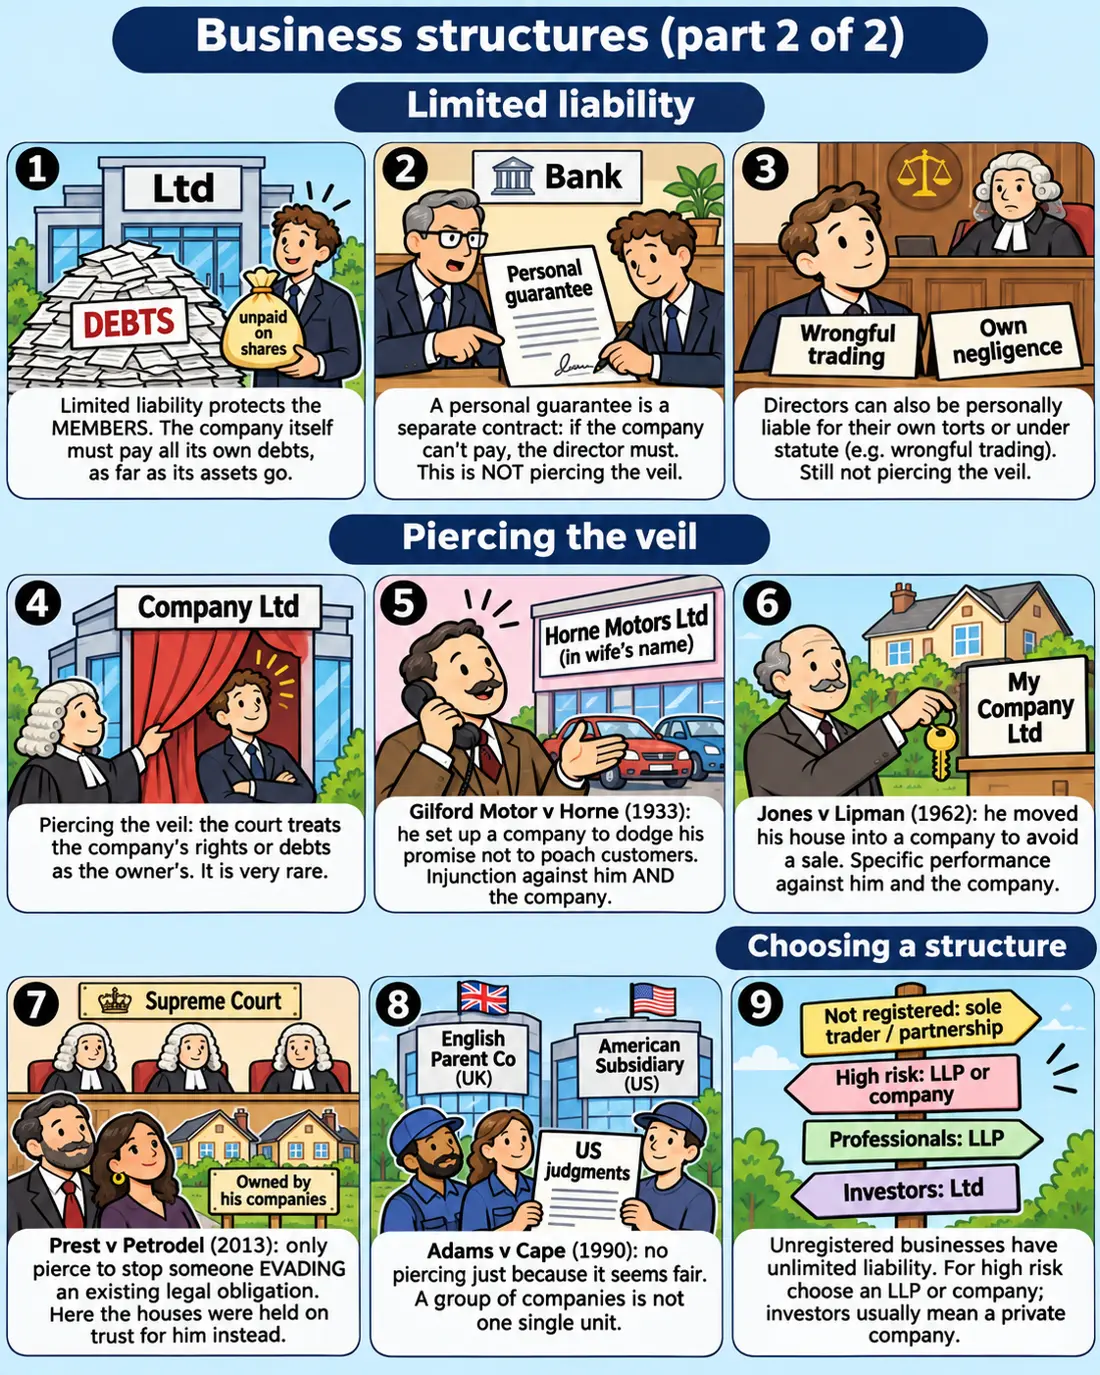 Business structures (part 2 of 2)
Limited liability
1
Ltd
DEBTS
unpaid
on
shares
Limited liability protects the
MEMBERS. The company itself
must pay all its own debts,
as far as its assets go.
2
Bank
Personal
guarantee
A personal guarantee is a
separate contract: if the company
can't pay, the director must.
This is NOT piercing the veil.
3
Wrongful
trading
Own
negligence
Directors can also be personally
liable for their own torts or under
statute (e.g. wrongful trading).
Still not piercing the veil.
Piercing the veil
4
Company Ltd
Piercing the veil: the court treats
the company's rights or debts
as the owner's. It is very rare.
5
Horne Motors Ltd
(in wife's name)
Gilford Motor v Horne (1933):
he set up a company to dodge his
promise not to poach customers.
Injunction against him AND
the company.
6
My
Company
Ltd
Jones v Lipman (1962): he moved
his house into a company to avoid
a sale. Specific performance
against him and the company.
Choosing a structure
7
Supreme Court
Owned by
his companies
Prest v Petrodel (2013): only
pierce to stop someone EVADING
an existing legal obligation.
Here the houses were held on
trust for him instead.
8
English
Parent Co
(UK)
American
Subsidiary
(US)
US
judgments
Adams v Cape (1990): no
piercing just because it seems fair.
A group of companies is not
one single unit.
9
Not registered: sole
trader / partnership
High risk: LLP or
company
Professionals: LLP
Investors: Ltd
Unregistered businesses have
unlimited liability. For high risk
choose an LLP or company;
investors usually mean a private
company.